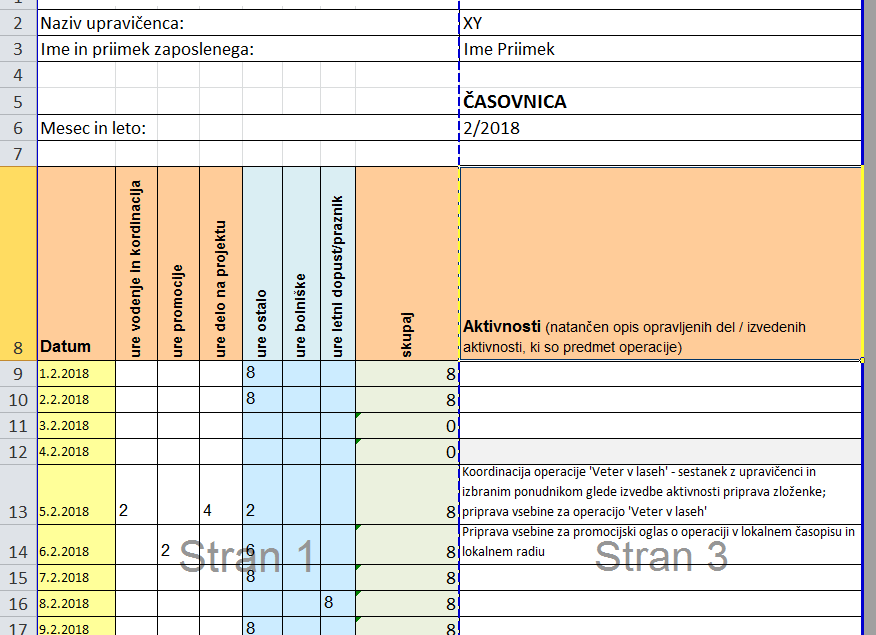 1
2 Naziv upravičenca: XY
3 Ime in priimek zaposlenega: Ime Priimek
4
5 ČASOVNICA
6 Mesec in leto: 2/2018
7
8 Datum
ure vodenje in kordinacija
ure promocije
ure delo na projektu
ure ostalo
ure bolniške
ure letni dopust/praznik
skupaj
Aktivnosti (natančen opis opravljenih del / izvedenih
aktivnosti, ki so predmet operacije)
9 1.2.2018 8 8
10 2.2.2018 8 8
11 3.2.2018 0
12 4.2.2018 0
Koordinacija operacije 'Veter v laseh' - sestanek z upravičenci in
izbranim ponudnikom glede izvedbe aktivnosti priprava zloženke;
13 5.2.2018 2 4 2 8 priprava vsebine za operacijo 'Veter v laseh'
Priprava vsebine za promocijski oglas o operaciji v lokalnem časopisu in
14 6.2.2018 2 6 8 lokalnem radiu
Stran 1 Stran 3
15 7.2.2018 8 8
16 8.2.2018 8 8
17 9.2.2018 8 8